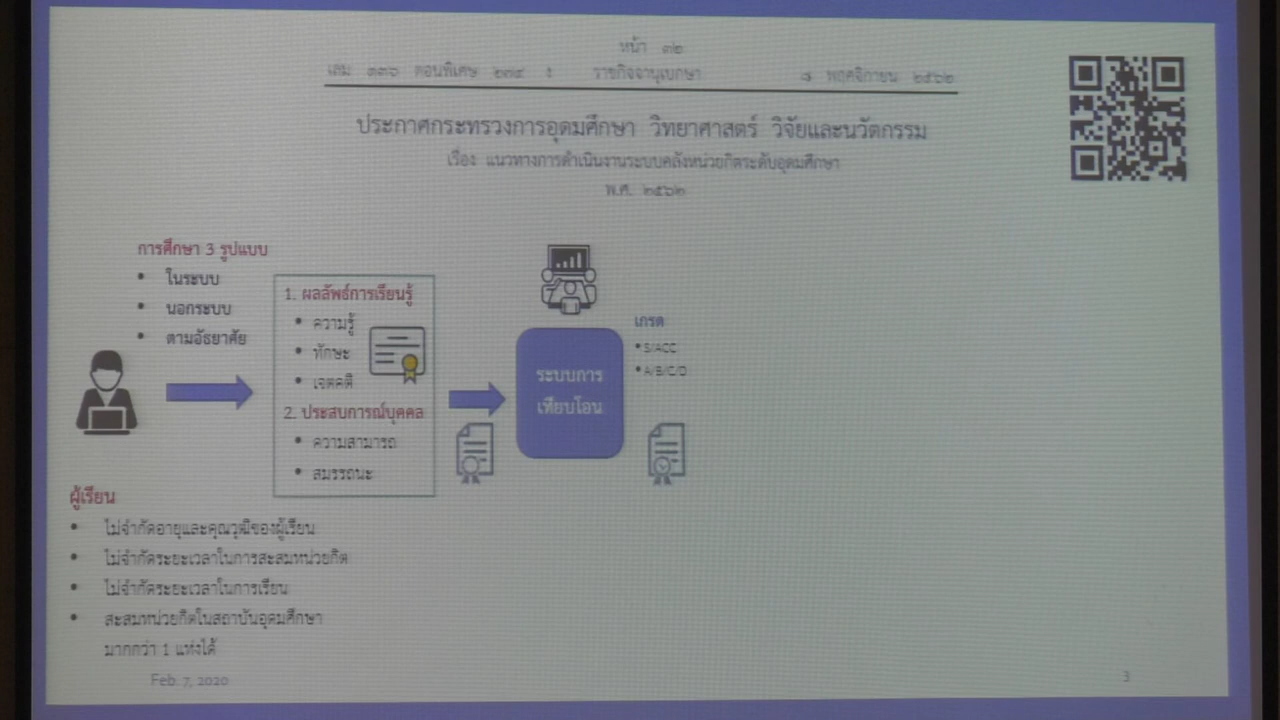 หน้า ๓๒
เล่ม ๑๓๖ ตอนพิเศษ ๒๗๔ ง ราชกิจจานุเบกษา ๘ พฤศจิกายน ๒๕๖๒
ประกาศกระทรวงการอุดมศึกษา วิทยาศาสตร์ วิจัยและนวัตกรรม
เรื่อง แนวทางการดำเนินงานระบบคลังหน่วยกิตระดับอุดมศึกษา
พ.ศ. ๒๕๖๒
การศึกษา 3 รูปแบบ
• ในระบบ
• นอกระบบ
• ตามอัธยาศัย
1. ผลลัพธ์การเรียนรู้
• ความรู้
• ทักษะ
• เจตคติ
2. ประสบการณ์บุคคล
• ความสามารถ
• สมรรถนะ
ระบบการ
เทียบโอน
เกรด
• S/ACC
• A/B/C/D
ผู้เรียน
• ไม่จำกัดอายุและคุณวุฒิของผู้เรียน
• ไม่จำกัดระยะเวลาในการสะสมหน่วยกิต
• ไม่จำกัดระยะเวลาในการเรียน
• สะสมหน่วยกิตในสถาบันอุดมศึกษา
มากกว่า 1 แห่งได้
Feb. 7, 2020
3